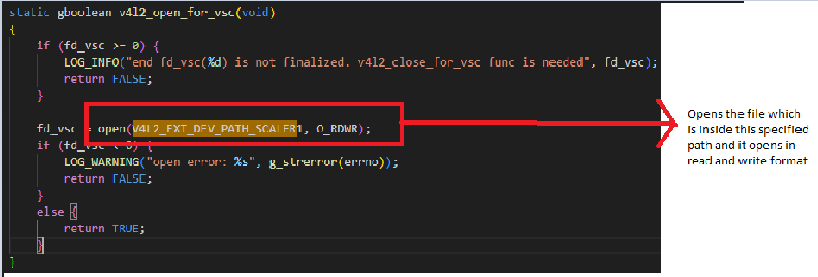 static gboolean v4l2_open_for_vsc(void)
{
if (fd_vsc >= 0) {
LOG_INFO("end fd_vsc(%d) is not finalized. v4l2_close_for_vsc func is needed", fd_vsc);
return FALSE;
}
fd_vsc = open(V4L2_EXT_DEV_PATH_SCALER1, O_RDWR);
if (fd_vsc < 0) {
LOG_WARNING("open error: %s", g_strerror(errno));
return FALSE;
}
else {
return TRUE;
}
}
Opens the file which
is inside this specified
path and it opens in
read and write format